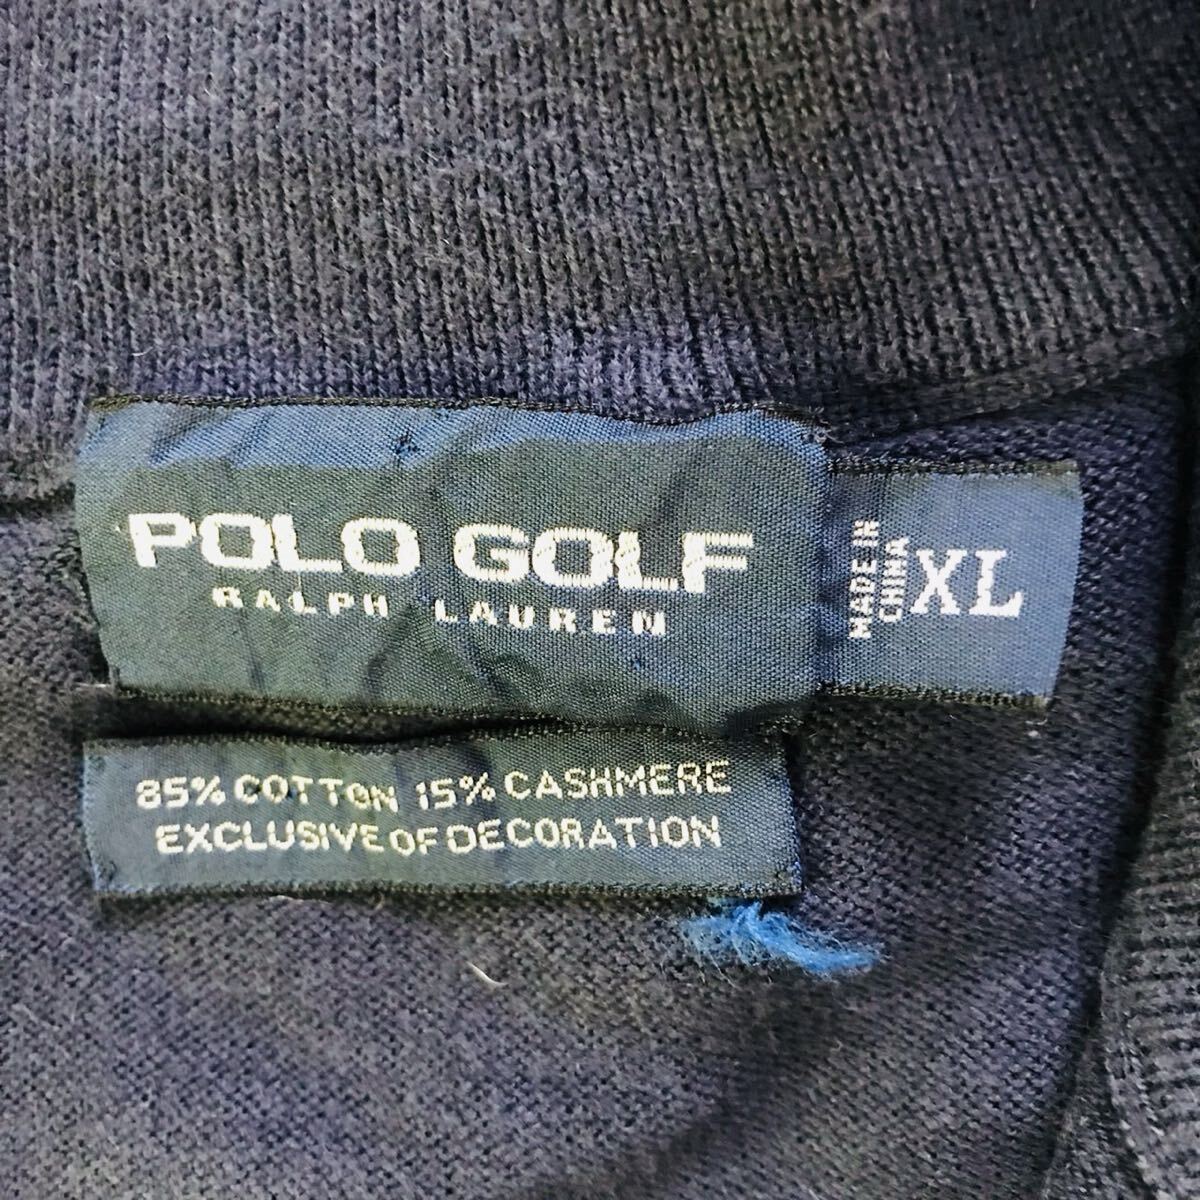 POLO GOLF
RALPH LAUREN
MADE IN
CHINA
XL
85% COTTON 15% CASHMERE
EXCLUSIVE OF DECORATION